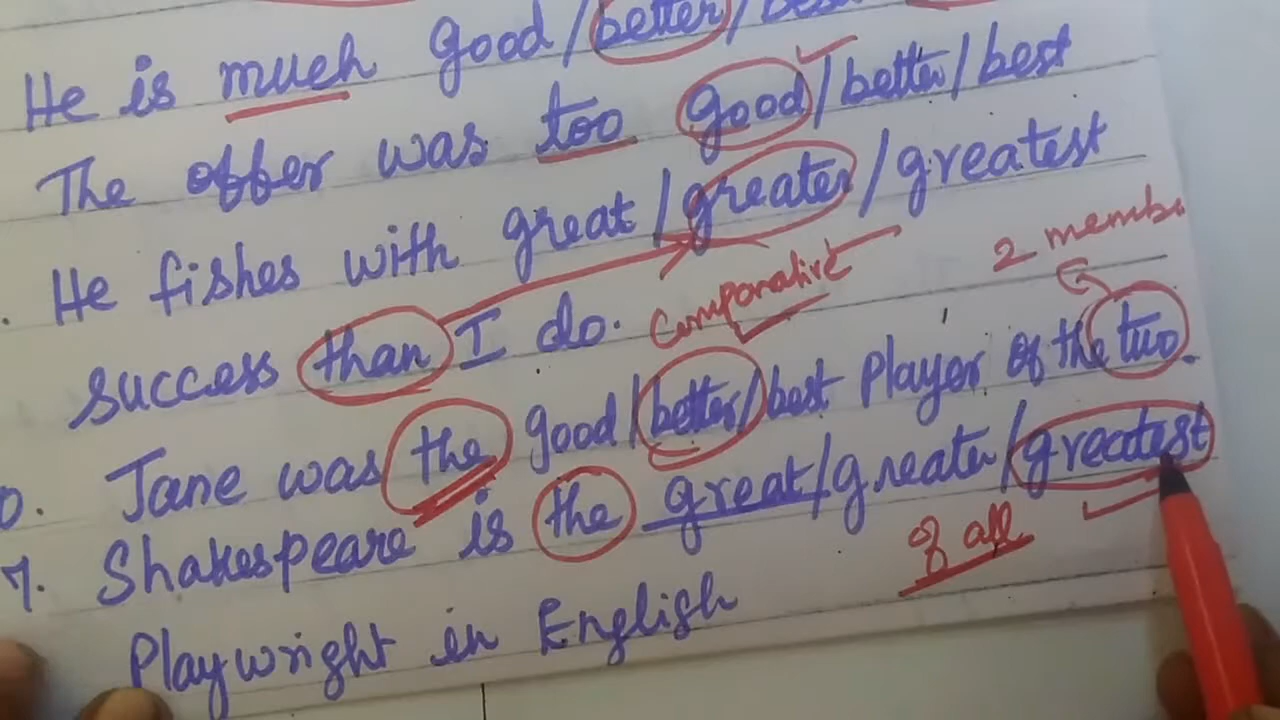 He is much good/better/best
The offer was too good/better/best
He fishes with great/greater/greatest
2 membe
success than I do. Comparative
0. Jane was the good/better/best Player of the two.
7. Shakespeare is the great/greater/greatest
of all
Playwright in English